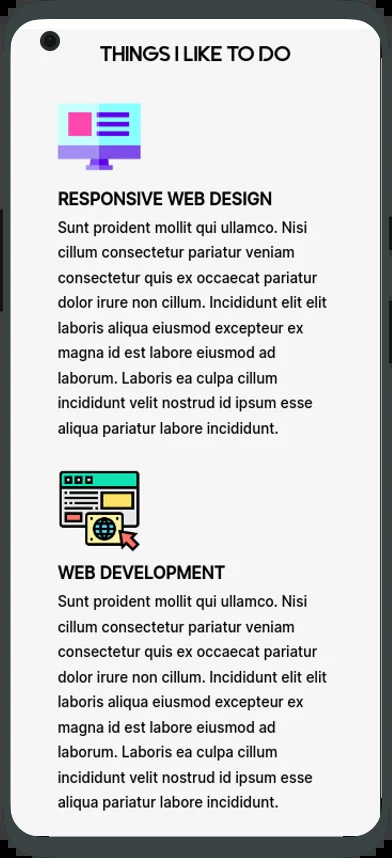 THINGS I LIKE TO DO
RESPONSIVE WEB DESIGN
Sunt proident mollit qui ullamco. Nisi
cillum consectetur pariatur veniam
consectetur quis ex occaecat pariatur
dolor irure non cillum. Incididunt elit elit
laboris aliqua eiusmod excepteur ex
magna id est labore eiusmod ad
laborum. Laboris ea culpa cillum
incididunt velit nostrud id ipsum esse
aliqua pariatur labore incididunt.
WEB DEVELOPMENT
Sunt proident mollit qui ullamco. Nisi
cillum consectetur pariatur veniam
consectetur quis ex occaecat pariatur
dolor irure non cillum. Incididunt elit elit
laboris aliqua eiusmod excepteur ex
magna id est labore eiusmod ad
laborum. Laboris ea culpa cillum
incididunt velit nostrud id ipsum esse
aliqua pariatur labore incididunt.